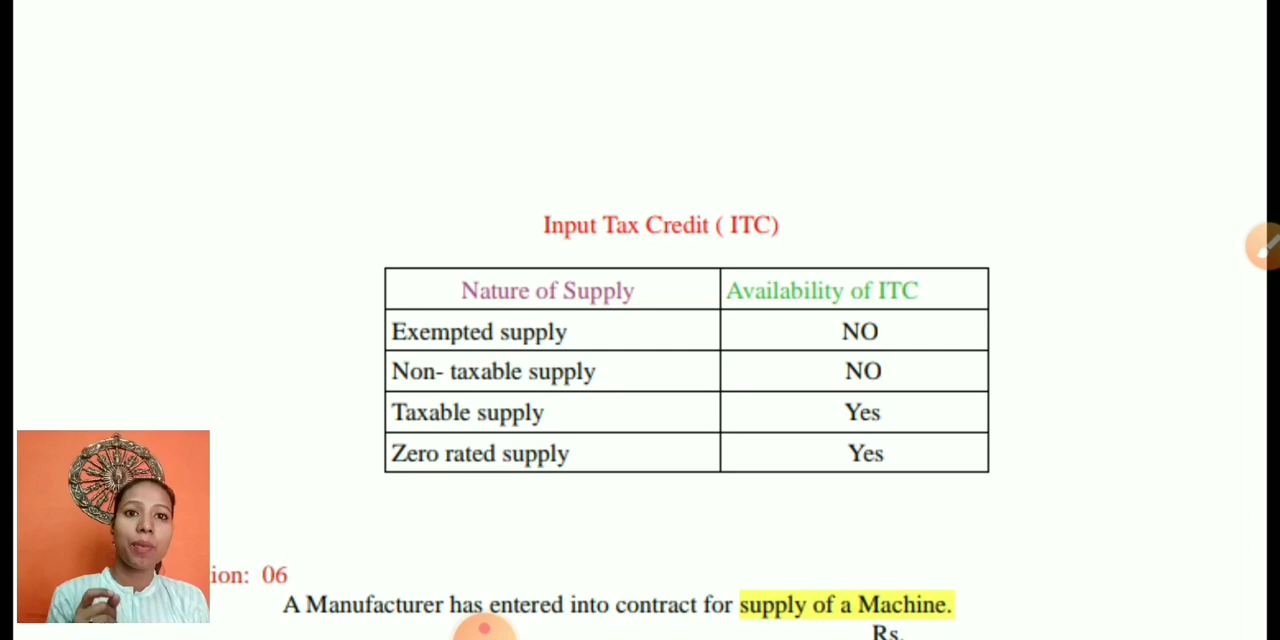 Input Tax Credit ( ITC)
Nature of Supply Availability of ITC
Exempted supply NO
Non- taxable supply NO
Taxable supply Yes
Zero rated supply Yes
ion: 06
A Manufacturer has entered into contract for supply of a Machine.
Rs.